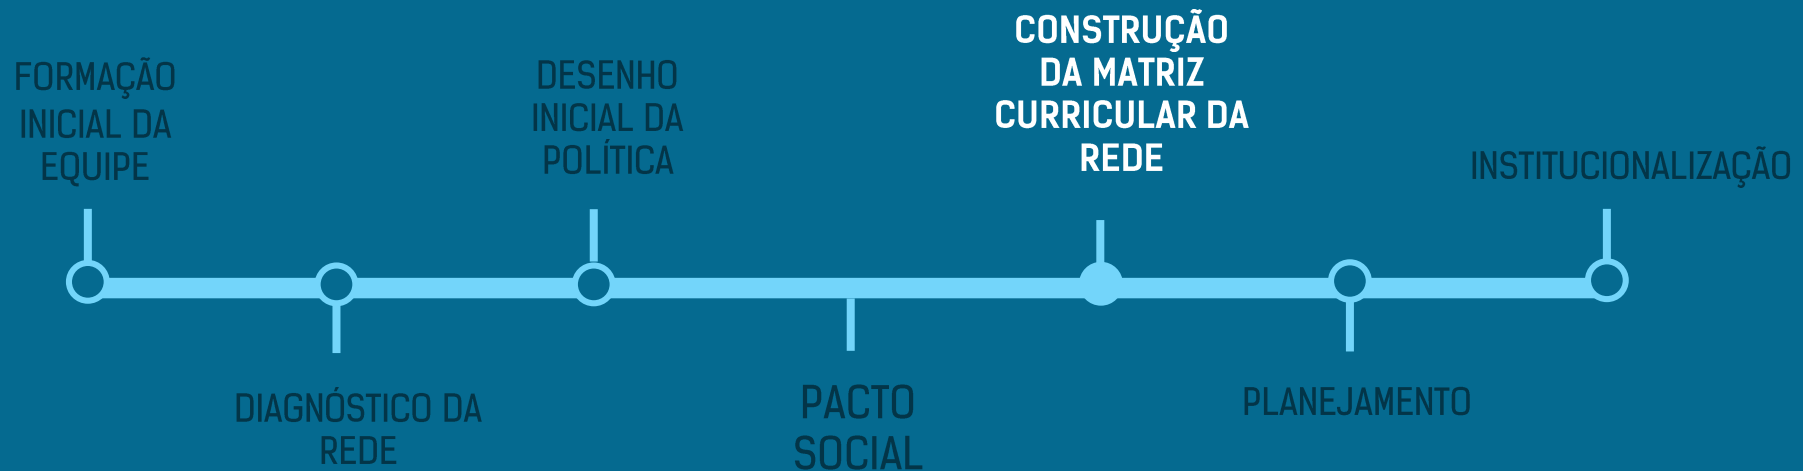 FORMAÇÃO
INICIAL DA
EQUIPE
DIAGNÓSTICO DA
REDE
DESENHO
INICIAL DA
POLÍTICA
PACTO
SOCIAL
CONSTRUÇÃO
DA MATRIZ
CURRICULAR DA
REDE
PLANEJAMENTO
INSTITUCIONALIZAÇÃO